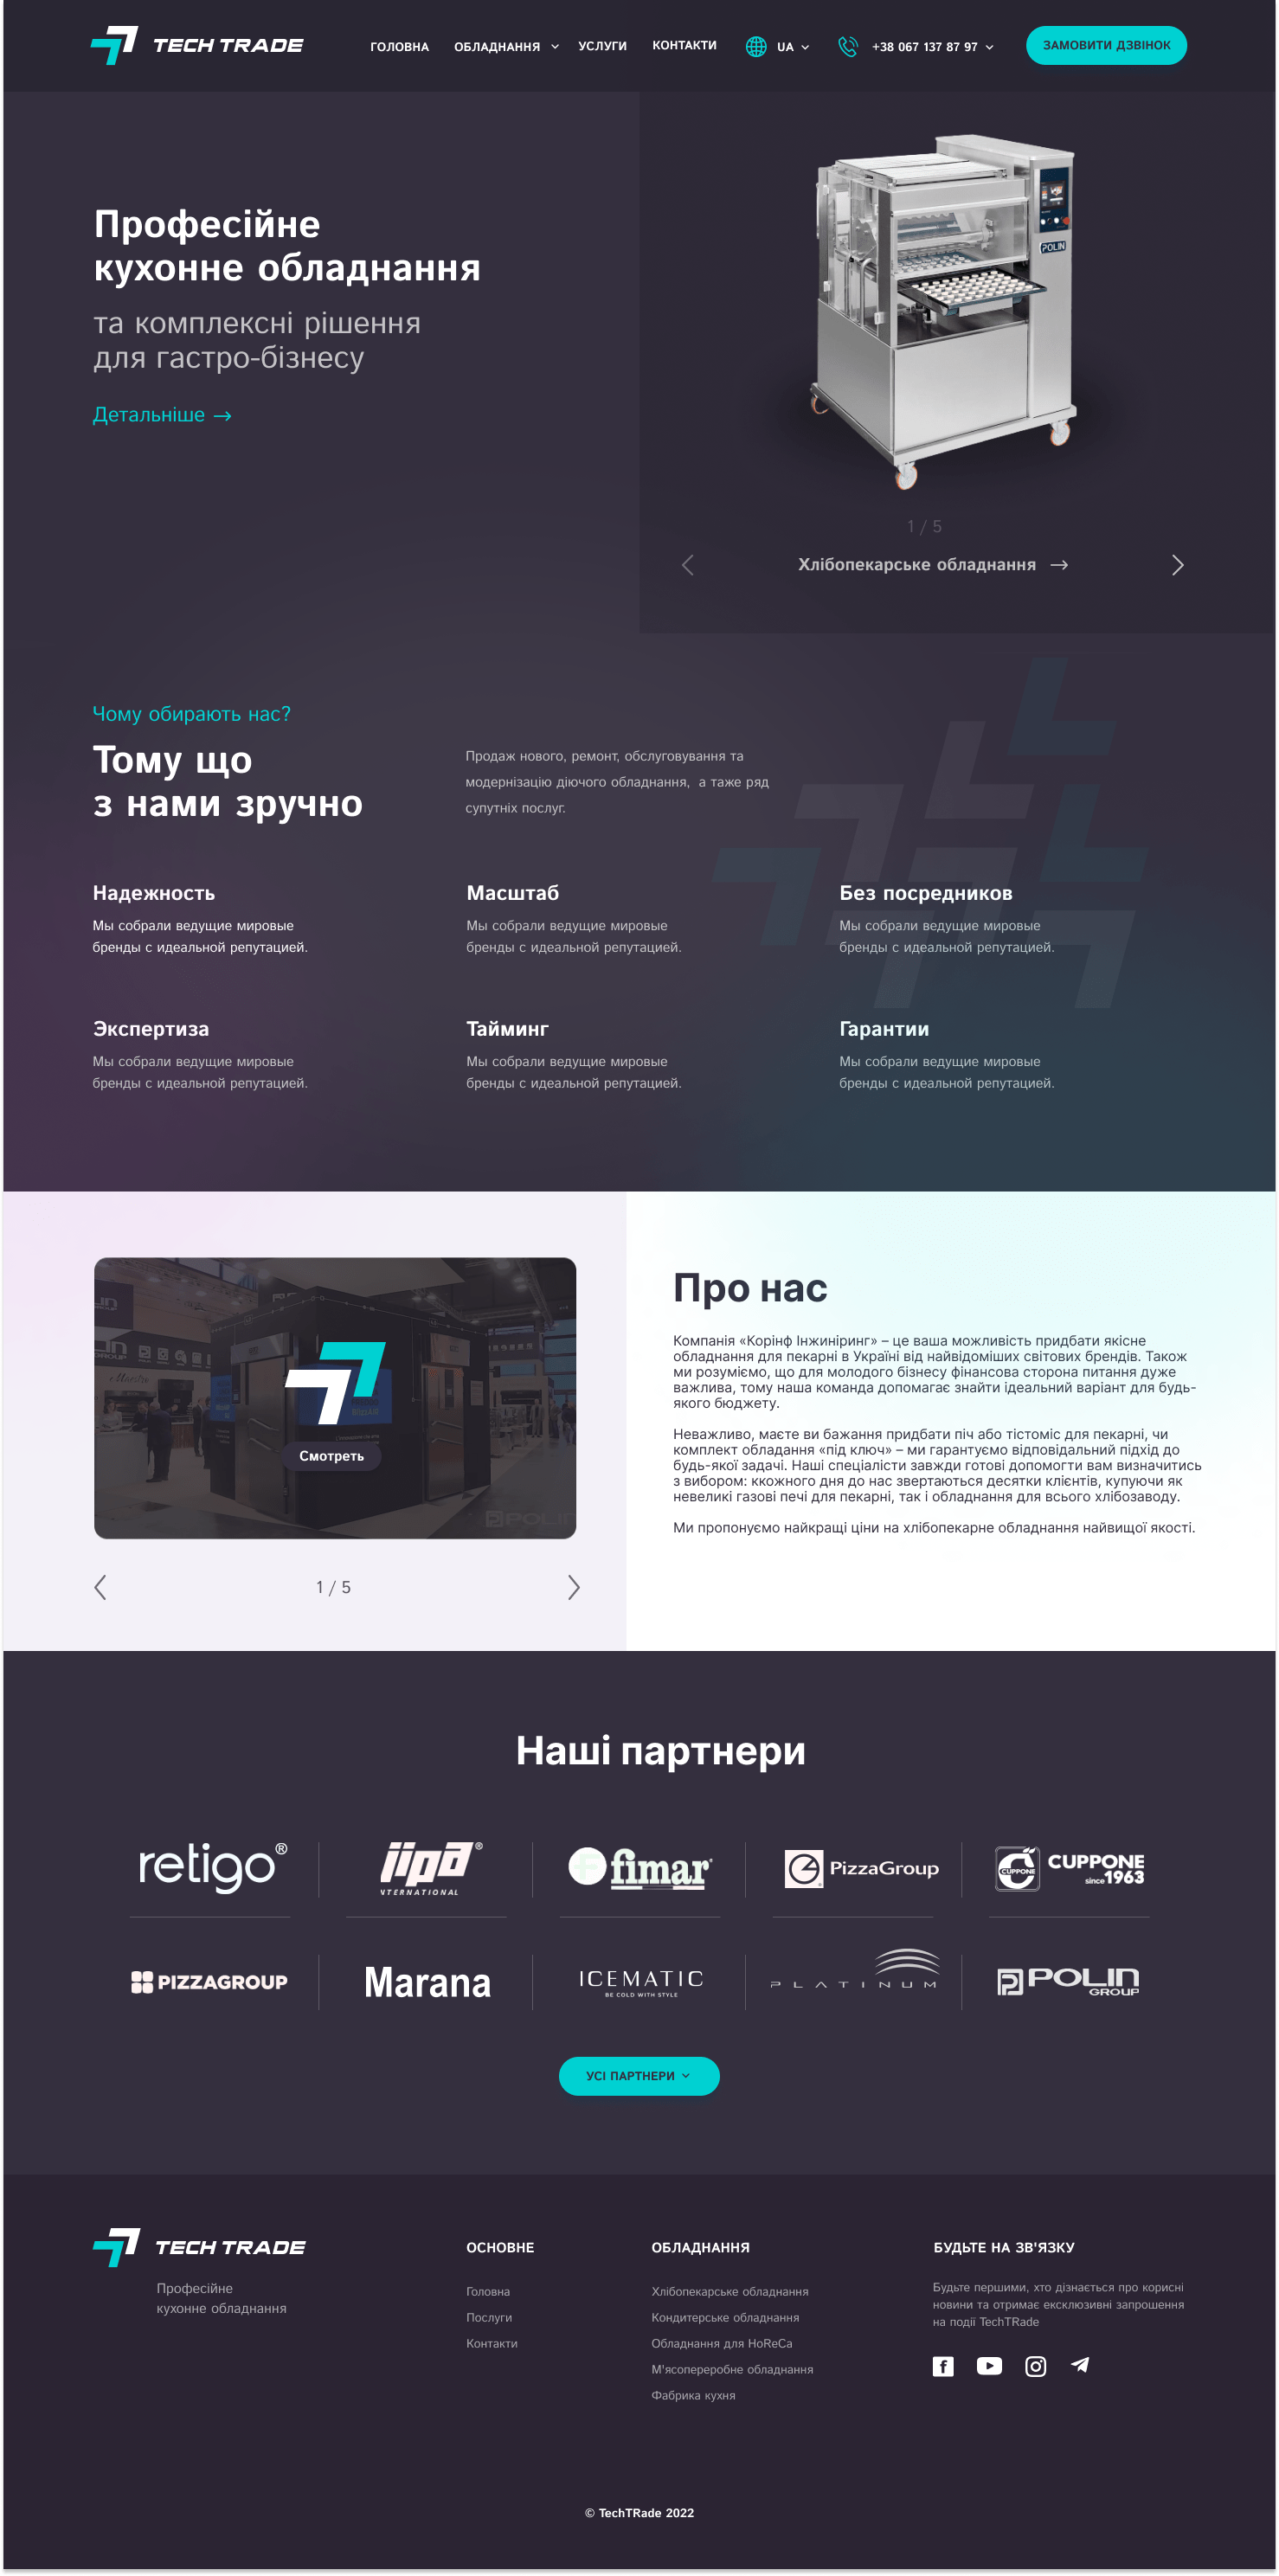 TECH TRADE
ГОЛОВНА
ОБЛАДНАННЯ
УСЛУГИ
КОНТАКТИ
UA
+38 067 137 87 97
ЗАМОВИТИ ДЗВІНОК
Професійне
кухонне обладнання
та комплексні рішення
для гастро-бізнесу
Детальніше →
POLIN
1 / 5
Хлібопекарське обладнання →
Чому обирають нас?
Тому що
з нами зручно
Продаж нового, ремонт, обслуговування та
модернізацію діючого обладнання, а таже ряд
супутніх послуг.
Надежность
Мы собрали ведущие мировые
бренды с идеальной репутацией.
Масштаб
Мы собрали ведущие мировые
бренды с идеальной репутацией.
Без посредников
Мы собрали ведущие мировые
бренды с идеальной репутацией.
Экспертиза
Мы собрали ведущие мировые
бренды с идеальной репутацией.
Тайминг
Мы собрали ведущие мировые
бренды с идеальной репутацией.
Гарантии
Мы собрали ведущие мировые
бренды с идеальной репутацией.
Смотреть
POLIN
1 / 5
Про нас
Компанія «Корінф Інжиніринг» – це ваша можливість придбати якісне
обладнання для пекарні в Україні від найвідоміших світових брендів. Також
ми розуміємо, що для молодого бізнесу фінансова сторона питання дуже
важлива, тому наша команда допомагає знайти ідеальний варіант для будь-
якого бюджету.
Неважливо, маєте ви бажання придбати піч або тістоміс для пекарні, чи
комплект обладання «під ключ» – ми гарантуємо відповідальний підхід до
будь-якої задачі. Наші спеціалісти завжди готові допомогти вам визначитись
з вибором: ккожного дня до нас звертаються десятки клієнтів, купуючи як
невеликі газові печі для пекарні, так і обладнання для всього хлібозаводу.
Ми пропонуємо найкращі ціни на хлібопекарне обладнання найвищої якості.
Наші партнери
retigo®
iipa®
INTERNATIONAL
fimar®
PizzaGroup
CUPPONE
CUPPONE
since 1963
PIZZAGROUP
Marana
ICEMATIC
BE COLD WITH STYLE
PLATINUM
POLIN
GROUP
УСІ ПАРТНЕРИ
TECH TRADE
Професійне
кухонне обладнання
ОСНОВНЕ
Головна
Послуги
Контакти
ОБЛАДНАННЯ
Хлібопекарське обладнання
Кондитерське обладнання
Обладнання для HoReCa
М'ясопереробне обладнання
Фабрика кухня
БУДЬТЕ НА ЗВ'ЯЗКУ
Будьте першими, хто дізнається про корисні
новини та отримає ексклюзивні запрошення
на події TechTRade
© TechTRade 2022